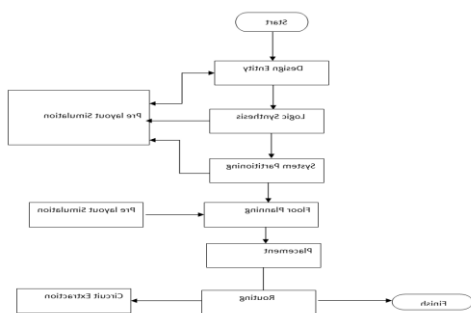 Start
Design Entity
Pre layout Simulation
Logic Synthesis
System Partitioning
Pre layout Simulation
Floor Planning
Placement
Circuit Extraction
Routing
Finish